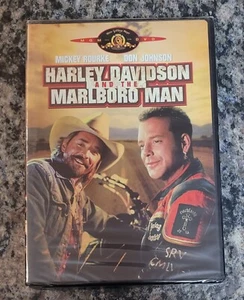 MICKEY ROURKE DON JOHNSON
HARLEY DAVIDSON
AND THE
MARLBORO MAN